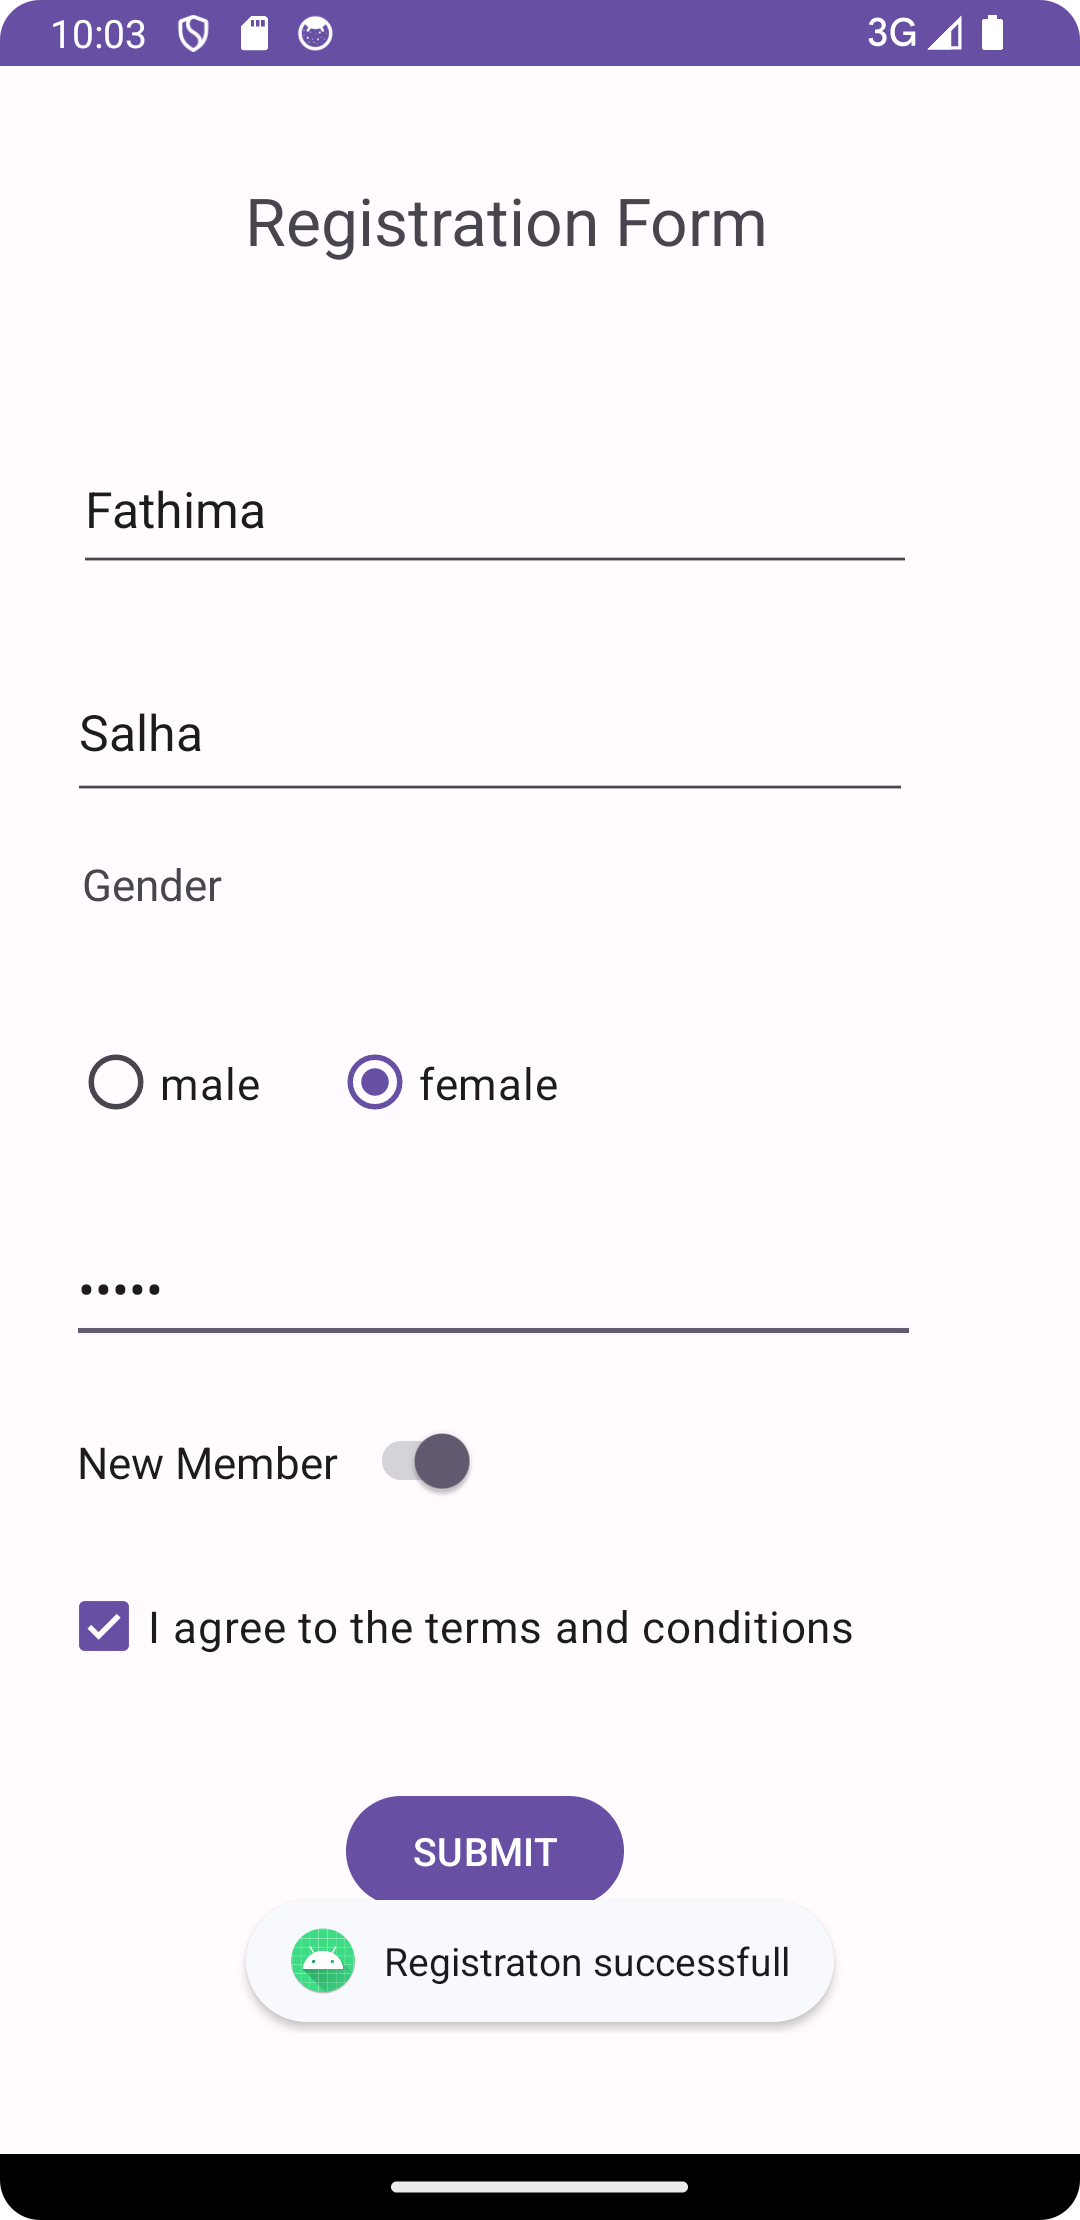 10:03 3G
Registration Form
Fathima
Salha
Gender
male female
•••••
New Member
I agree to the terms and conditions
SUBMIT
Registraton successfull